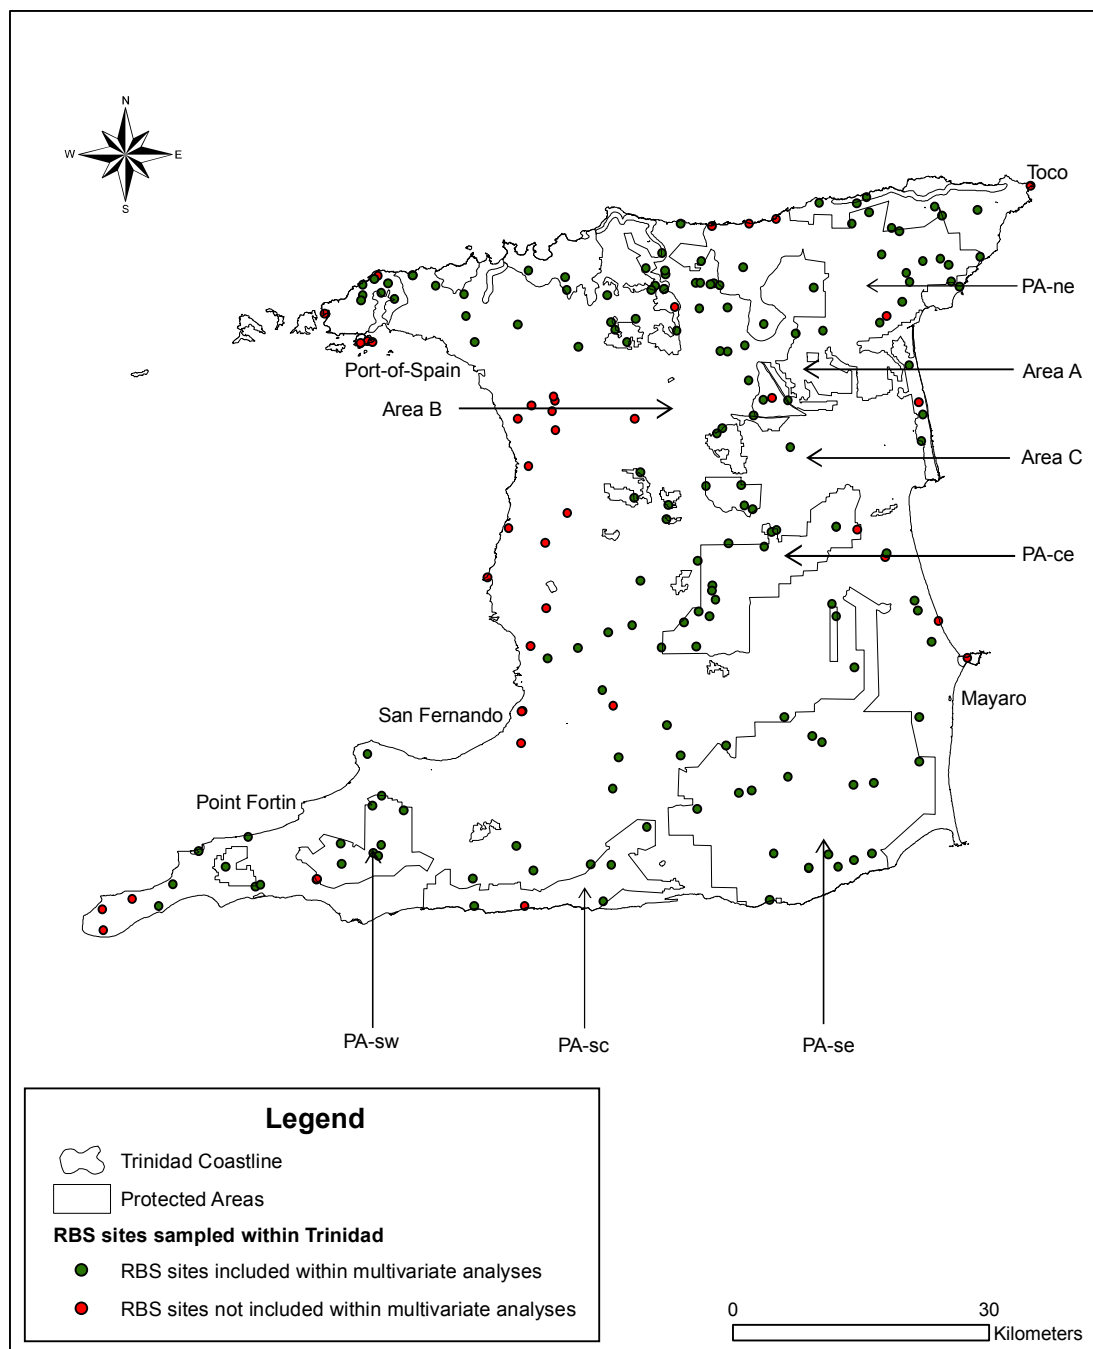 N
W
E
S
Toco
PA-ne
Port-of-Spain
Area A
Area B
Area C
PA-ce
San Fernando
Mayaro
Point Fortin
PA-sw
PA-sc
PA-se
Legend
Trinidad Coastline
Protected Areas
RBS sites sampled within Trinidad
RBS sites included within multivariate analyses
RBS sites not included within multivariate analyses
0
30
Kilometers